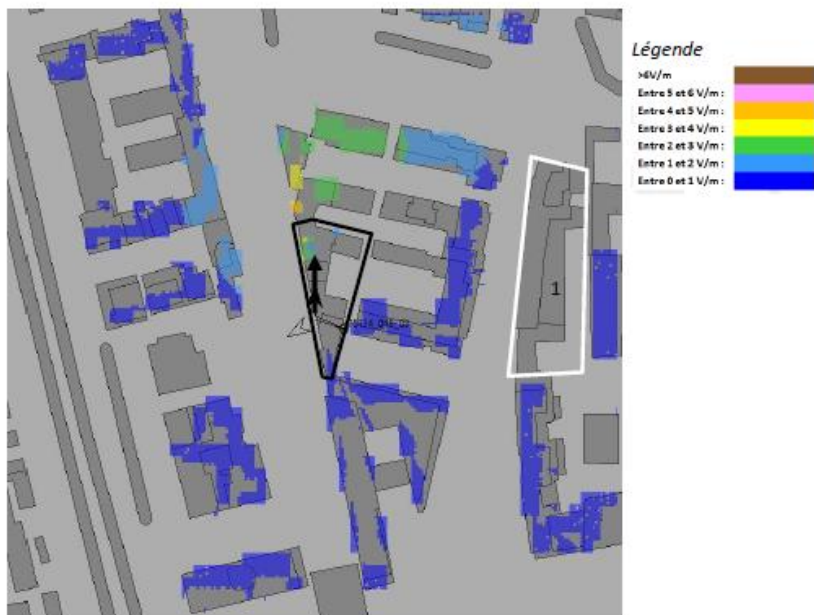 Légende
>6V/m
Entre 5 et 6 V/m :
Entre 4 et 5 V/m :
Entre 3 et 4 V/m :
Entre 2 et 3 V/m :
Entre 1 et 2 V/m :
Entre 0 et 1 V/m :
1